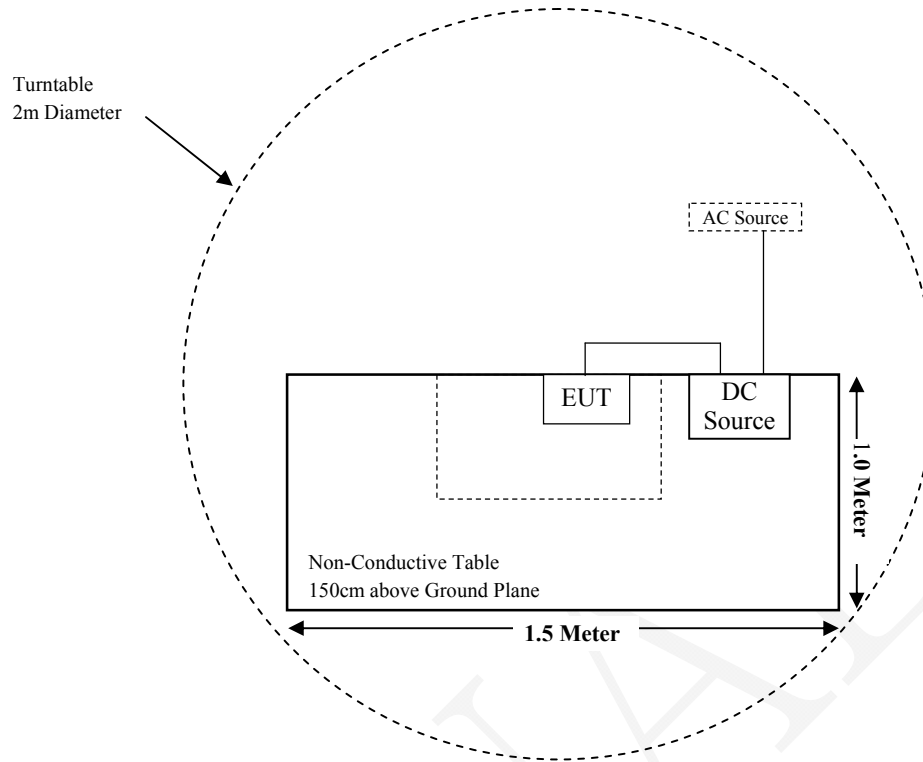 Turntable
2m Diameter
AC Source
EUT
DC
Source
1.0 Meter
Non-Conductive Table
150cm above Ground Plane
1.5 Meter